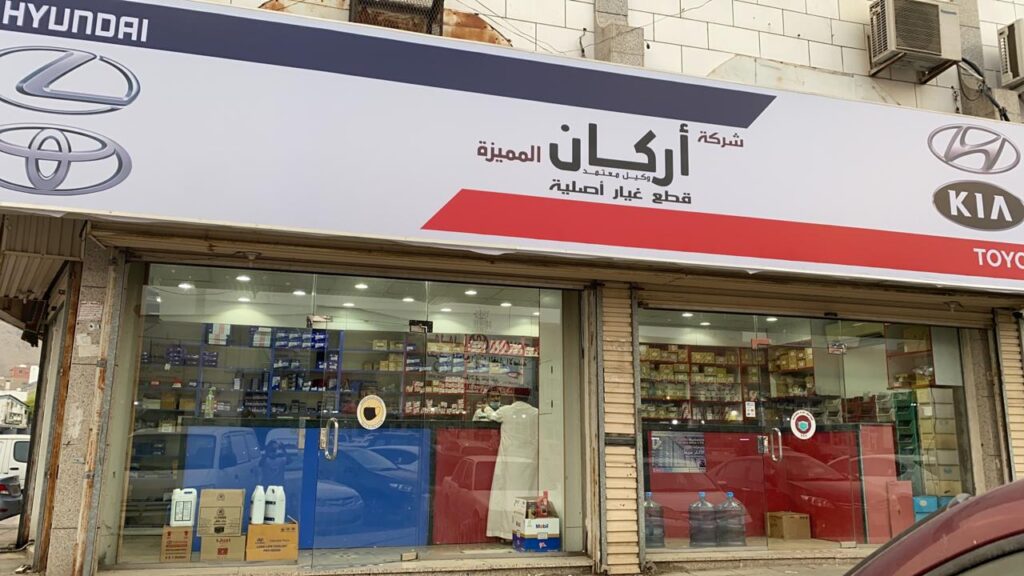 HYUNDAI
شركة أركان المميزة
وكيل معتمد
قطع غيار أصلية
KIA
TOYO
Mobil